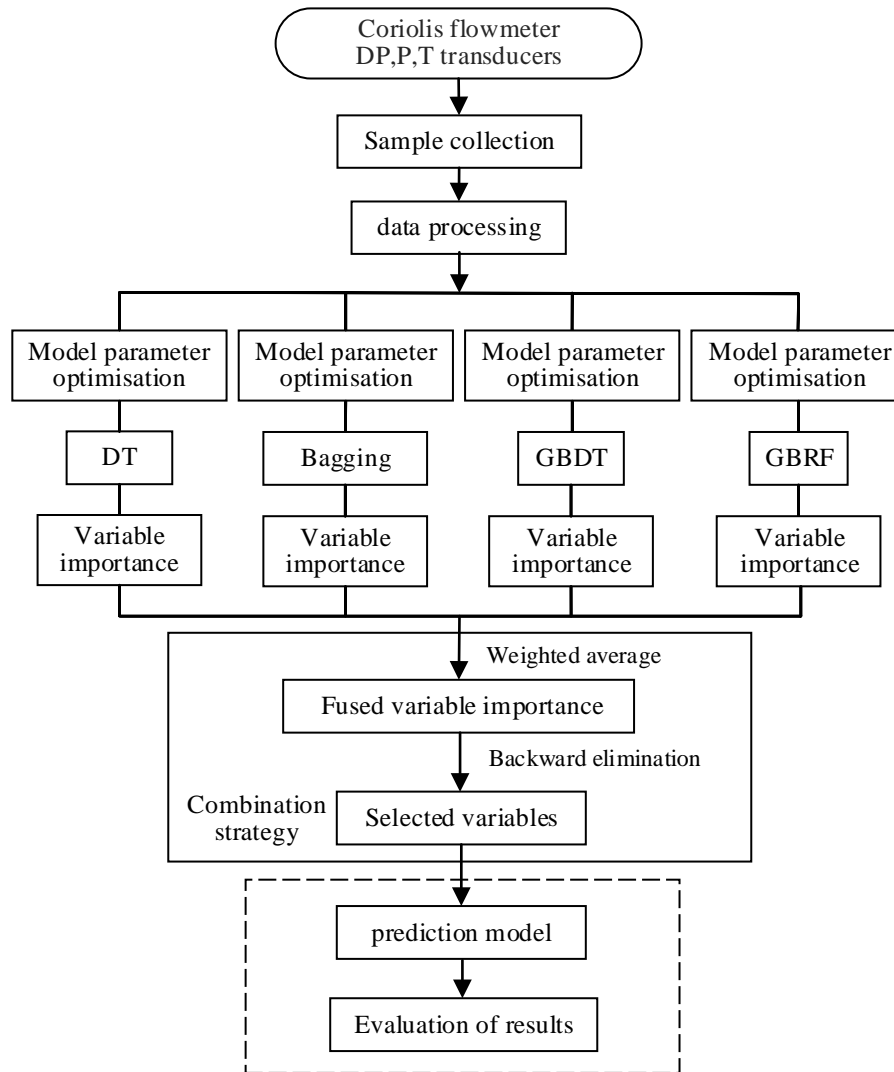 Coriolis flowmeter
DP,P,T transducers
Sample collection
data processing
Model parameter
optimisation
Model parameter
optimisation
Model parameter
optimisation
Model parameter
optimisation
DT
Bagging
GBDT
GBRF
Variable
importance
Variable
importance
Variable
importance
Variable
importance
Weighted average
Fused variable importance
Backward elimination
Combination
strategy
Selected variables
prediction model
Evaluation of results